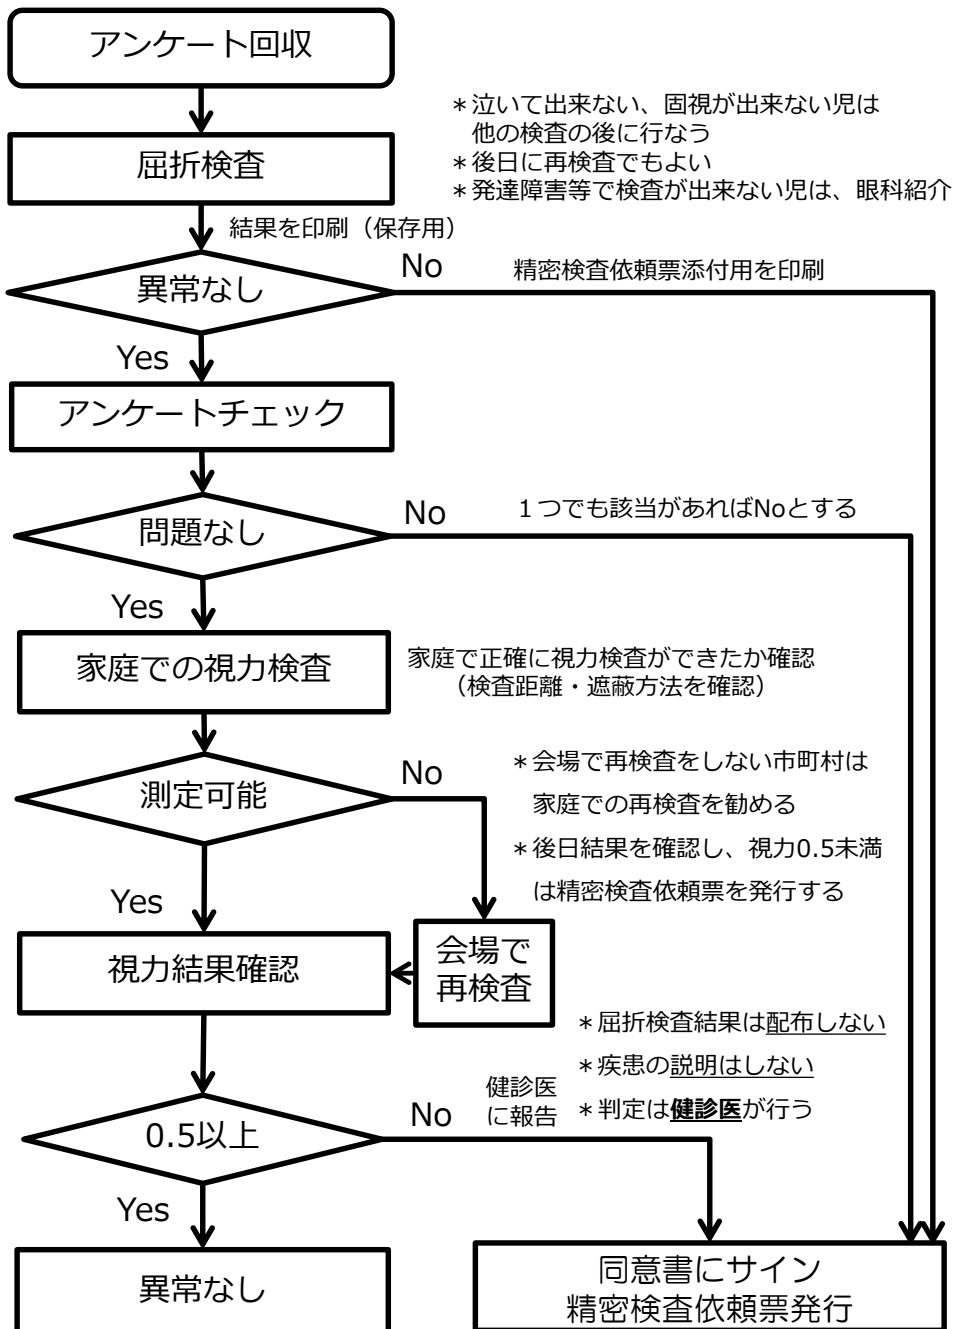 アンケート回収
＊泣いて出来ない、固視が出来ない児は
他の検査の後に行なう
＊後日に再検査でもよい
＊発達障害等で検査が出来ない児は、眼科紹介
屈折検査
結果を印刷（保存用）
異常なし
No
精密検査依頼票添付用を印刷
Yes
アンケートチェック
問題なし
No
１つでも該当があればNoとする
Yes
家庭での視力検査
家庭で正確に視力検査ができたか確認
（検査距離・遮蔽方法を確認）
測定可能
No
＊会場で再検査をしない市町村は
家庭での再検査を勧める
＊後日結果を確認し、視力0.5未満
は精密検査依頼票を発行する
Yes
視力結果確認
会場で
再検査
＊屈折検査結果は配布しない
＊疾患の説明はしない
＊判定は健診医が行う
0.5以上
No
健診医
に報告
Yes
異常なし
同意書にサイン
精密検査依頼票発行